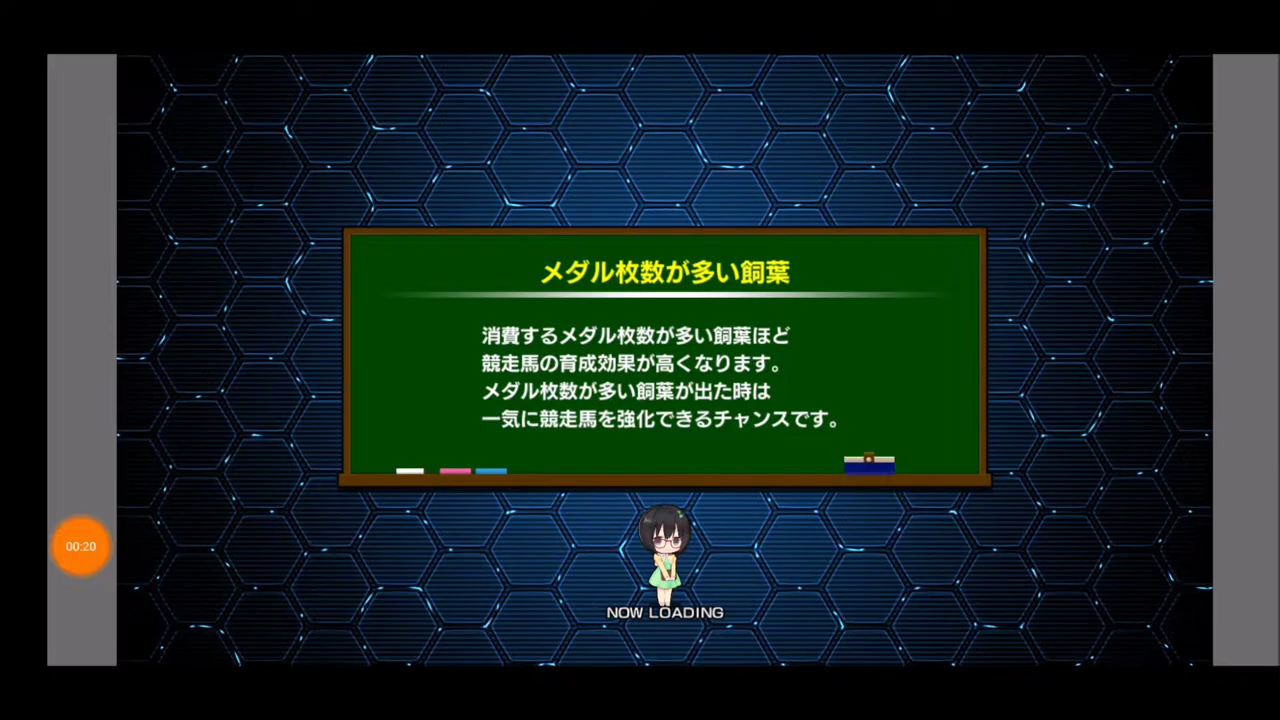 メダル枚数が多い飼葉
消費するメダル枚数が多い飼葉ほど
競走馬の育成効果が高くなります。
メダル枚数が多い飼葉が出た時は
一気に競走馬を強化できるチャンスです。
00:20
NOW LOADING